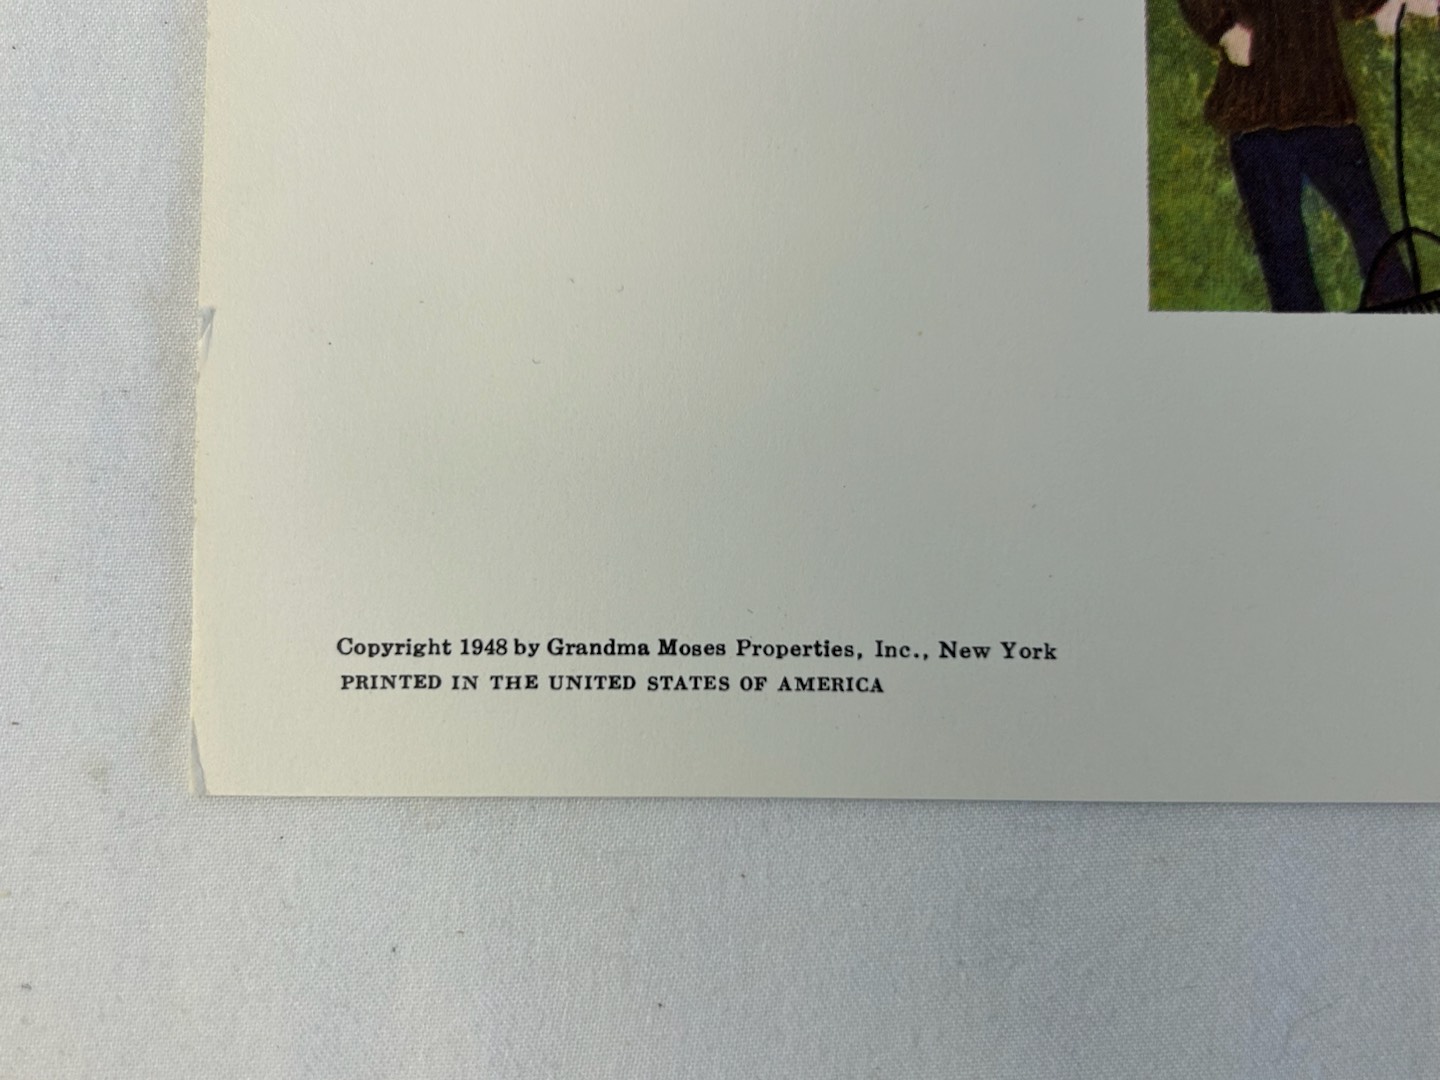 Copyright 1948 by Grandma Moses Properties, Inc., New York
PRINTED IN THE UNITED STATES OF AMERICA